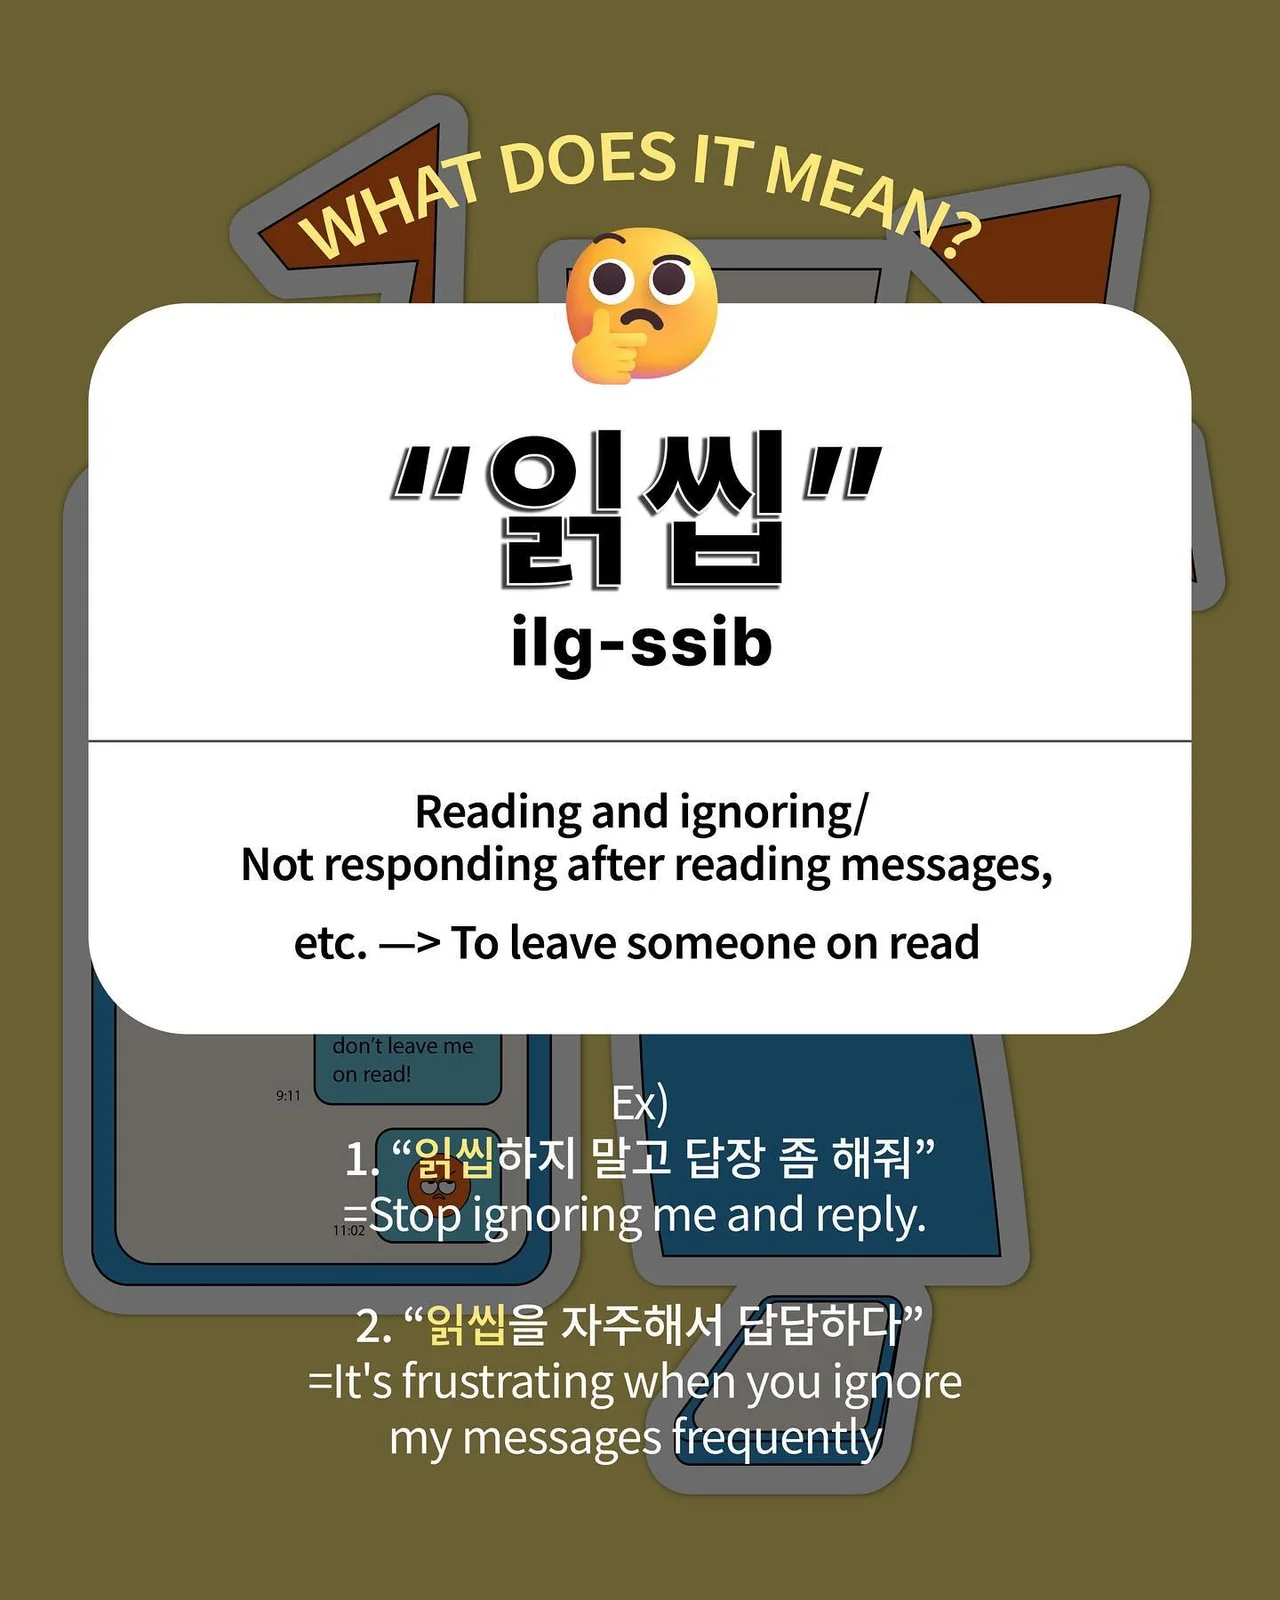 WHAT DOES IT MEAN?
"읽씹"
ilg-ssib
Reading and ignoring/
Not responding after reading messages,
etc. —> To leave someone on read
don't leave me
on read!
9:11
11:02
Ex)
1. “읽씹하지 말고 답장 좀 해줘”
=Stop ignoring me and reply.
2. “읽씹을 자주해서 답답하다”
=It's frustrating when you ignore
my messages frequently